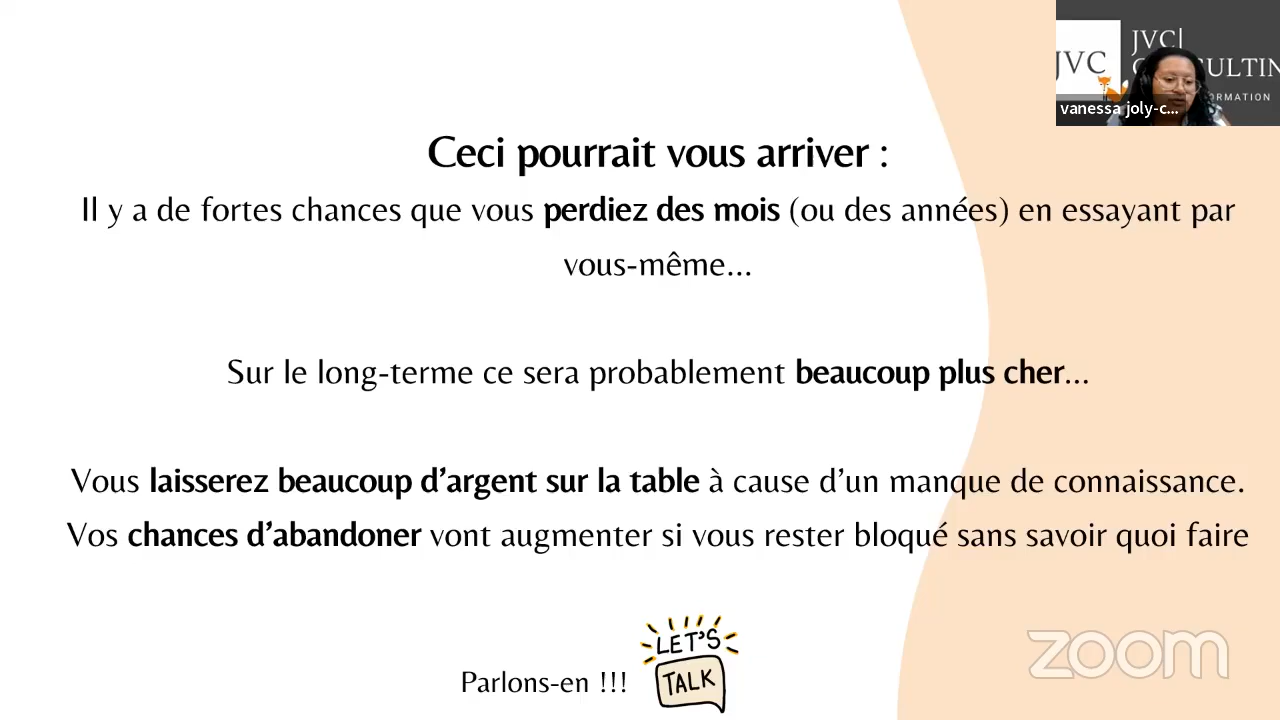 JVC
JVC|
vanessa joly-c...
Ceci pourrait vous arriver :
Il y a de fortes chances que vous perdiez des mois (ou des années) en essayant par
vous-même...
Sur le long-terme ce sera probablement beaucoup plus cher...
Vous laisserez beaucoup d’argent sur la table à cause d’un manque de connaissance.
Vos chances d’abandoner vont augmenter si vous rester bloqué sans savoir quoi faire
LET'S
TALK
Parlons-en !!!
zoom